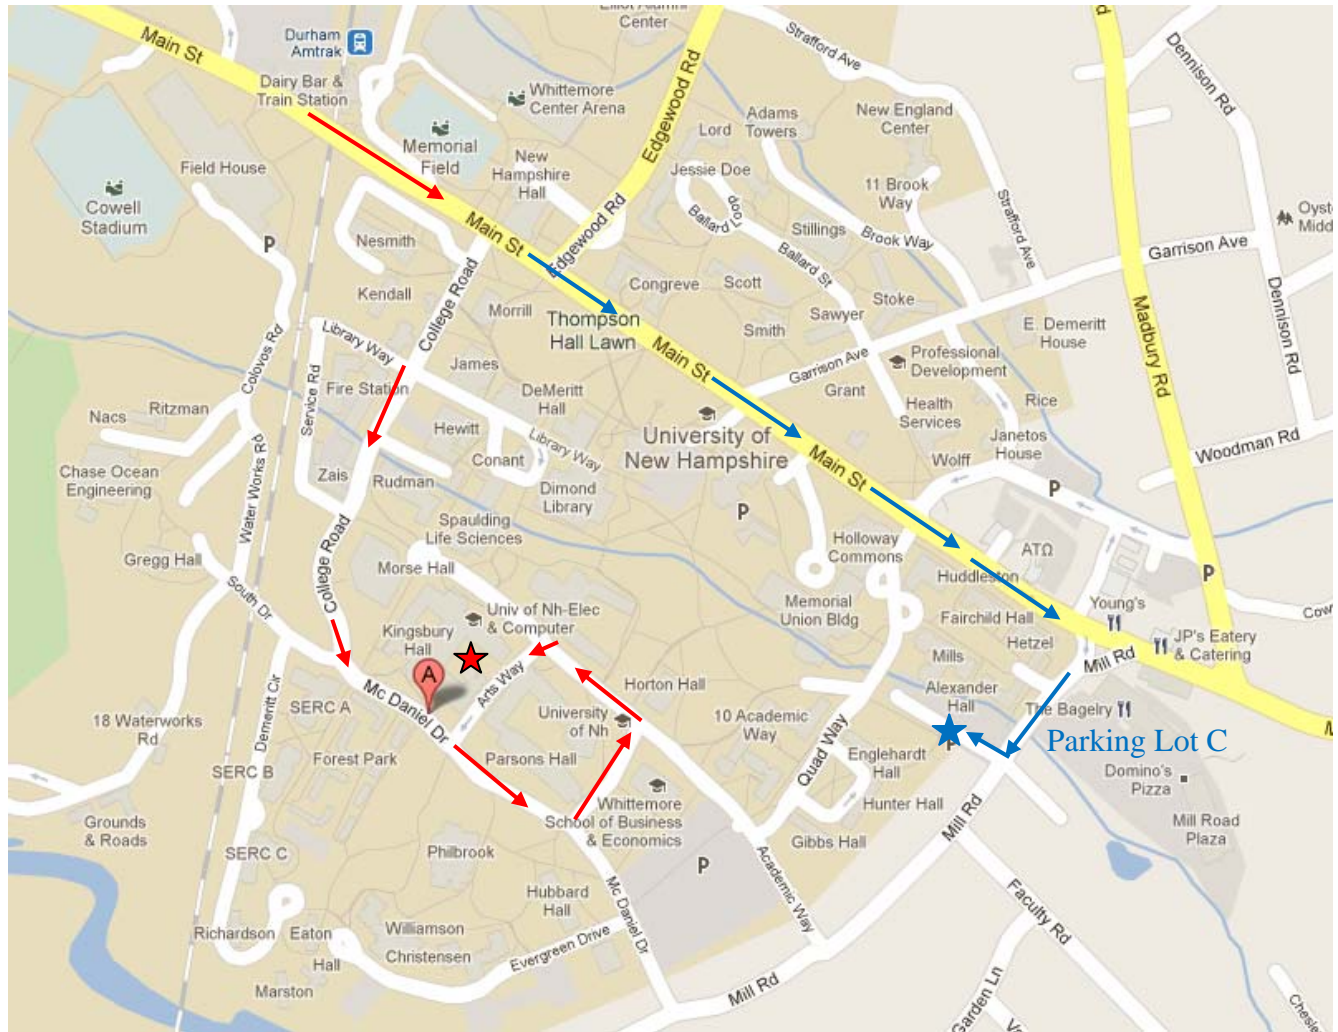 Elliot Alumni
Center
Main St
Durham
Amtrak
Dairy Bar &
Train Station
Whittemore
Center Arena
Strafford Ave
Dennison Rd
Adams
Towers
New England
Center
Lord
Edgewood Rd
Memorial
Field
New
Hampshire
Hall
Jessie Doe
Field House
11 Brook
Way
Strafford Ave
Cowell
Stadium
P
Nesmith
Main St
Edgewood Rd
Ballard Loop
Stillings
Brook Way
Garrison Ave
Ballard St
Kendall
College Road
Congreve
Scott
Stoke
Dennison Rd
Madbury Rd
Morrill
Thompson
Hall Lawn
Smith
Sawyer
E. Demeritt
House
Colovos Rd
Library Way
Service Rd
James
Main St
Garrison Ave
Professional
Development
Fire Station
DeMeritt
Hall
Grant
Health
Services
Rice
Nacs
Ritzman
Hewitt
Library Way
University of
New Hampshire
Janetos
House
Woodman Rd
Chase Ocean
Engineering
Water Works Rd
Zais
Rudman
Conant
Dimond
Library
Main St
Wolff
P
P
Spaulding
Life Sciences
College Road
Holloway
Commons
ATΩ
Gregg Hall
South Dr
Morse Hall
Huddleston
P
Univ of Nh-Elec
& Computer
Memorial
Union Bldg
Fairchild Hall
Young's
Kingsbury
Hall
Hetzel
JP's Eatery
& Catering
A
Mc Daniel Dr
Arts Way
Horton Hall
Mills
Mill Rd
Alexander
Hall
SERC A
Demeritt Cir
18 Waterworks
Rd
University
of Nh
10 Academic
Way
Quad Way
The Bagelry
Parking Lot C
P
Forest Park
Parsons Hall
Englehardt
Hall
Domino's
Pizza
SERC B
Whittemore
School of Business
& Economics
Hunter Hall
Mill Rd
Mill Road
Plaza
Grounds
& Roads
Gibbs Hall
SERC C
Philbrook
P
Academic Way
Hubbard
Hall
Mc Daniel Dr
Faculty Rd
Richardson
Eaton
Hall
Williamson
Christensen
Evergreen Drive
Marston
Mill Rd
Garden Ln